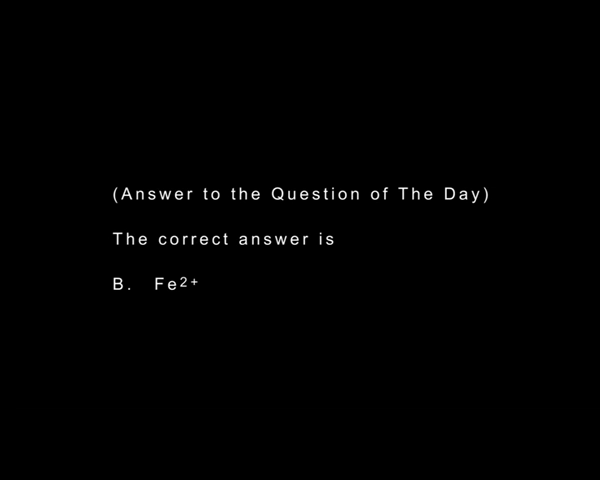 (Answer to the Question of The Day)
The correct answer is
B. Fe²⁺